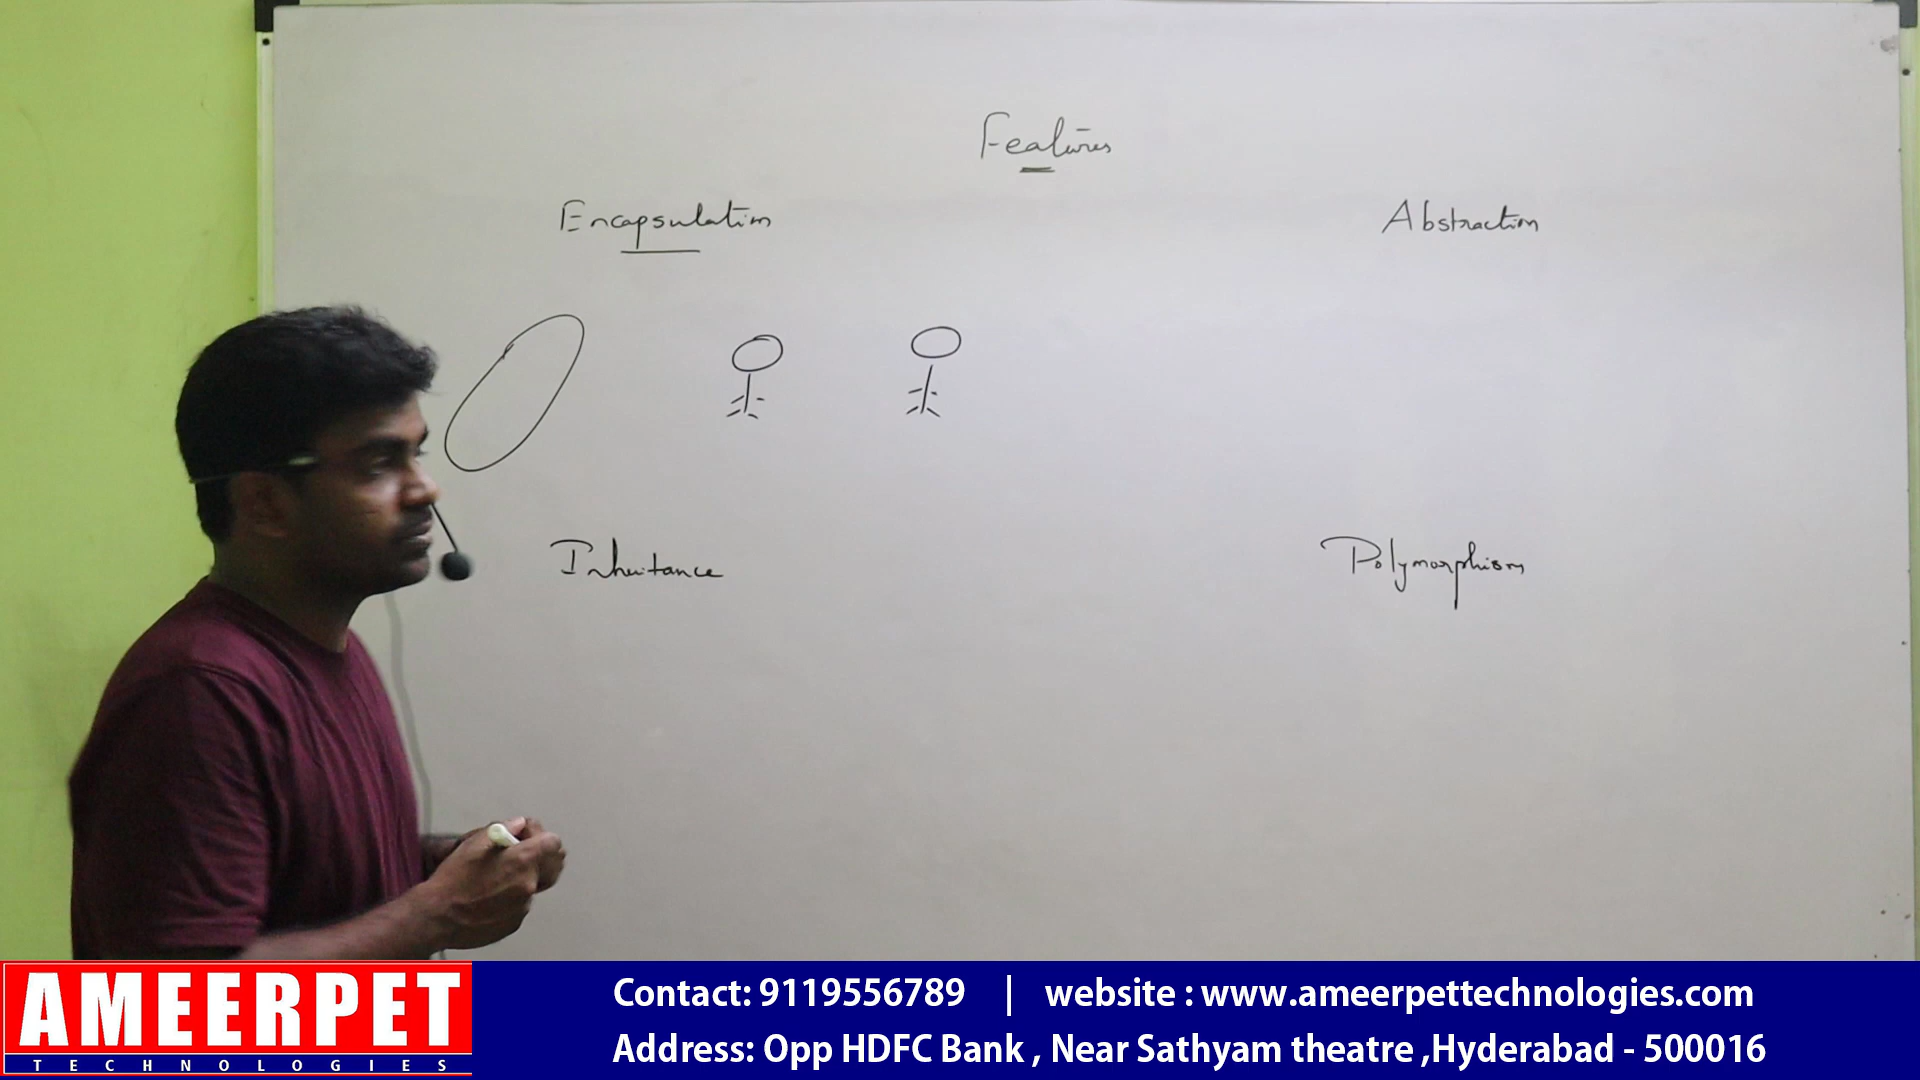 Features
Encapsulation
Abstraction
Inheritance
Polymorphism
AMEERPET
TECHNOLOGIES
Contact: 9119556789 | website : www.ameerpettechnologies.com
Address: Opp HDFC Bank , Near Sathyam theatre ,Hyderabad - 500016